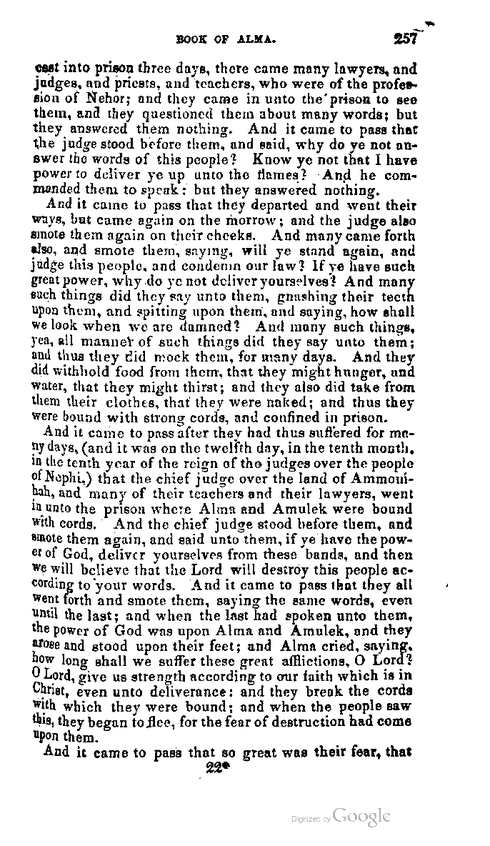 BOOK OF ALMA. 257
cast into prison three days, there came many lawyers, and
judges, and priests, and teachers, who were of the profes-
sion of Nehor; and they came in unto the prison to see
them, and they questioned them about many words; but
they answered them nothing. And it came to pass that
the judge stood before them, and said, why do ye not an-
swer the words of this people? Know ye not that I have
power to deliver ye up unto the flames? And he com-
manded them to speak: but they answered nothing.
And it came to pass that they departed and went their
ways, but came again on the morrow; and the judge also
smote them again on their cheeks. And many came forth
also, and smote them, saying, will ye stand again, and
judge this people, and condemn our law? If ye have such
great power, why do ye not deliver yourselves? And many
such things did they say unto them, gnashing their teeth
upon them, and spitting upon them, and saying, how shall
we look when we are damned? And many such things,
yea, all manner of such things did they say unto them;
and thus they did mock them, for many days. And they
did withhold food from them, that they might hunger, and
water, that they might thirst; and they also did take from
them their clothes, that they were naked; and thus they
were bound with strong cords, and confined in prison.
And it came to pass after they had thus suffered for ma-
ny days, (and it was on the twelfth day, in the tenth month,
in the tenth year of the reign of the judges over the people
of Nephi,) that the chief judge over the land of Ammoni-
hah, and many of their teachers and their lawyers, went
in unto the prison where Alma and Amulek were bound
with cords. And the chief judge stood before them, and
smote them again, and said unto them, if ye have the pow-
er of God, deliver yourselves from these bands, and then
we will believe that the Lord will destroy this people ac-
cording to your words. And it came to pass that they all
went forth and smote them, saying the same words, even
until the last; and when the last had spoken unto them,
the power of God was upon Alma and Amulek, and they
arose and stood upon their feet; and Alma cried, saying,
how long shall we suffer these great afflictions, O Lord?
O Lord, give us strength according to our faith which is in
Christ, even unto deliverance: and they break the cords
with which they were bound; and when the people saw
this, they began to flee, for the fear of destruction had come
upon them.
And it came to pass that so great was their fear, that
22*
Digitized by Google